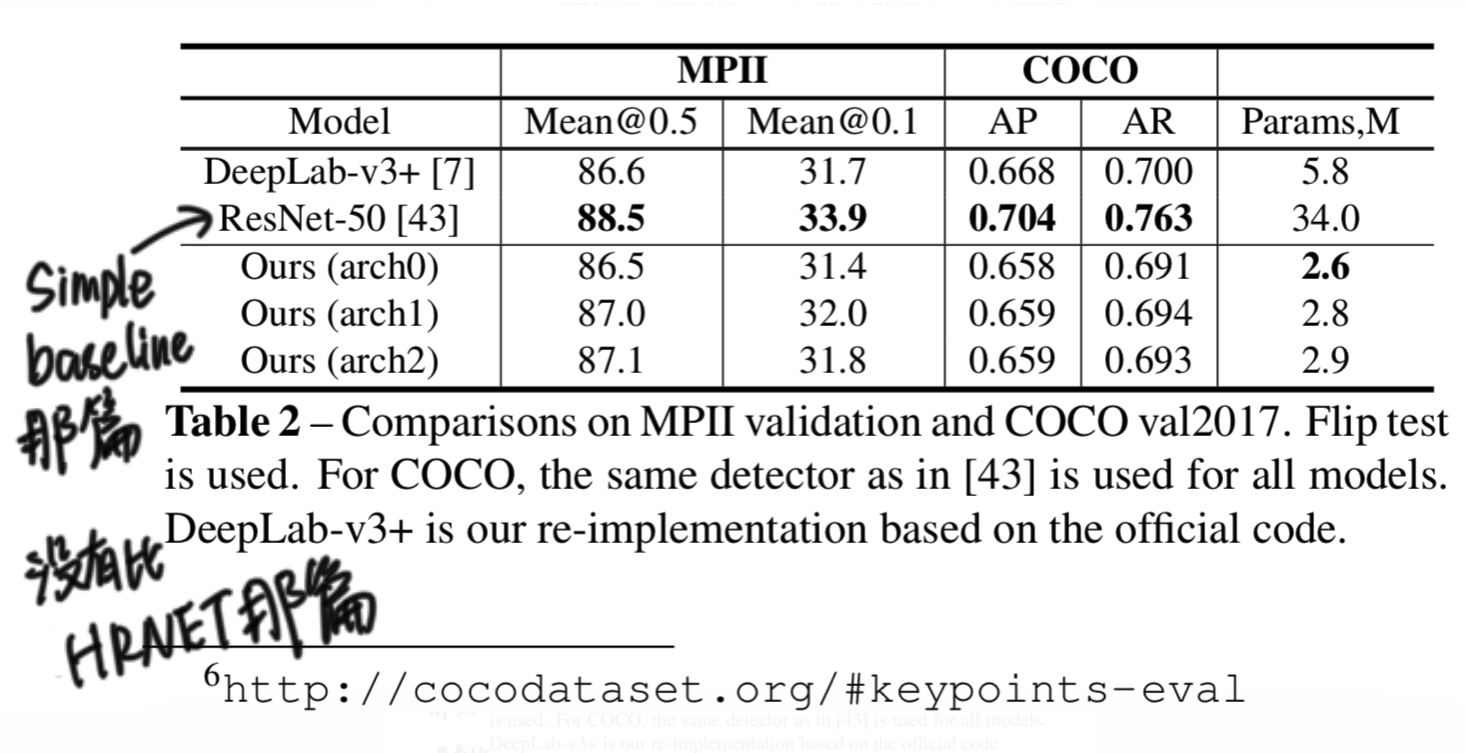 MPII COCO
Model Mean@0.5 Mean@0.1 AP AR Params,M
DeepLab-v3+ [7] 86.6 31.7 0.668 0.700 5.8
ResNet-50 [43] 88.5 33.9 0.704 0.763 34.0
Ours (arch0) 86.5 31.4 0.658 0.691 2.6
Ours (arch1) 87.0 32.0 0.659 0.694 2.8
Ours (arch2) 87.1 31.8 0.659 0.693 2.9
Simple
baseline
那篇
Table 2 – Comparisons on MPII validation and COCO val2017. Flip test
is used. For COCO, the same detector as in [43] is used for all models.
DeepLab-v3+ is our re-implementation based on the official code.
沒有比
HRNET那篇
6http://cocodataset.org/#keypoints-eval
is used. For COCO, the same detector as in [43] is used for all models.
DeepLab-v3+ is our re-implementation based on the official code.